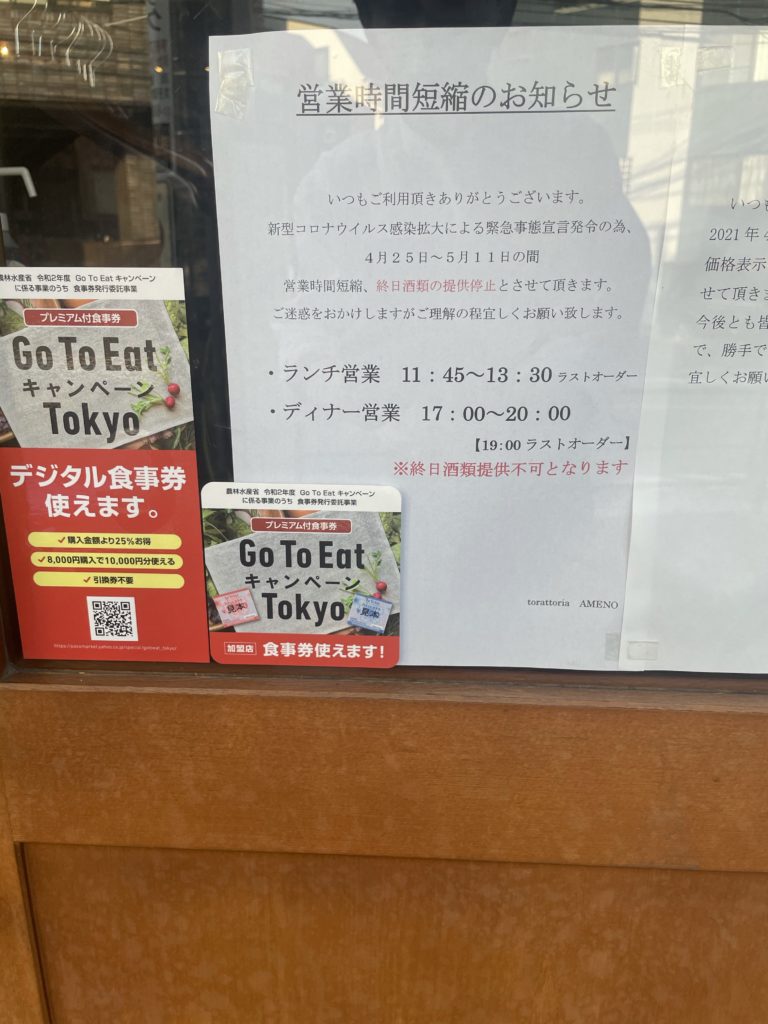 営業時間短縮のお知らせ
いつもご利用頂きありがとうございます。
新型コロナウイルス感染拡大による緊急事態宣言発令の為、
4月25日～5月11日の間
営業時間短縮、終日酒類の提供停止とさせて頂きます。
ご迷惑をおかけしますがご理解の程宜しくお願い致します。
・ランチ営業 11：45～13：30 ラストオーダー
・ディナー営業 17：00～20：00
【19:00 ラストオーダー】
※終日酒類提供不可となります
torattoria AMENO
いつも
2021年4
価格表示
せて頂きま
今後とも皆
で、勝手で
宜しくお願い
農林水産省 令和2年度 Go To Eat キャンペーン
に係る事業のうち 食事券発行委託事業
プレミアム付食事券
Go To Eat
キャンペーン
Tokyo
デジタル食事券
使えます。
購入金額より25%お得
8,000円購入で10,000円分使える
引換券不要
農林水産省 令和2年度 Go To Eat キャンペーン
に係る事業のうち 食事券発行委託事業
プレミアム付食事券
Go To Eat
キャンペーン
Tokyo
見本
見本
加盟店 食事券使えます!